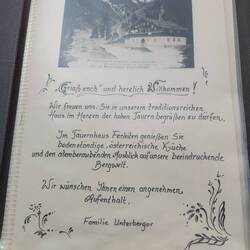 „Griaß euch" und herzlich Willkommen!
Wir freuen uns, Sie in unserem traditionsreichen
Haus im Herzen der hohen Tauern begrüßen zu dürfen.
Im Tauernhaus Ferleiten genießen Sie
bodenständige, österreichische Küche
und den atemberaubenden Ausblick auf unsere beeindruckende
Bergwelt.
Wir wünschen Ihnen einen angenehmen
Aufenthalt.
Familie Unterberger